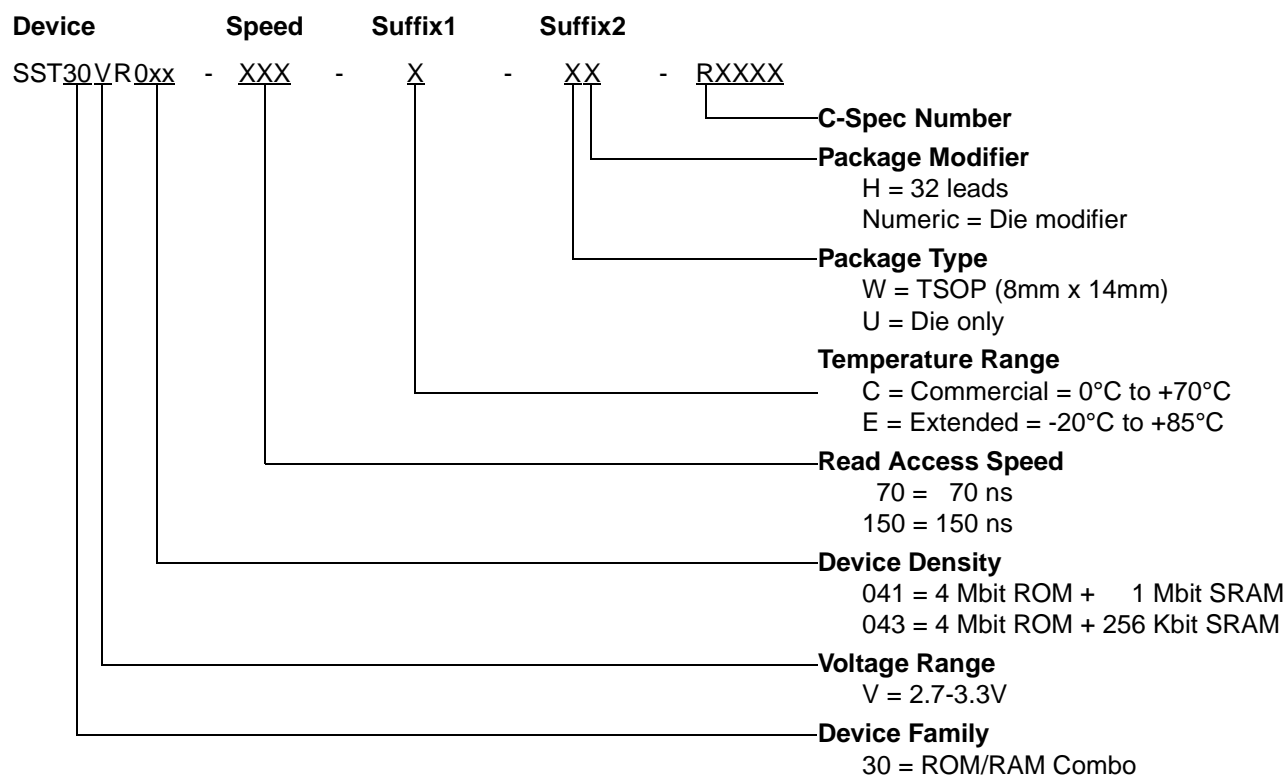 Device Speed Suffix1 Suffix2
SST30VR0xx - XXX - X - XX - RXXXX
C-Spec Number
Package Modifier
H = 32 leads
Numeric = Die modifier
Package Type
W = TSOP (8mm x 14mm)
U = Die only
Temperature Range
C = Commercial = 0°C to +70°C
E = Extended = -20°C to +85°C
Read Access Speed
70 = 70 ns
150 = 150 ns
Device Density
041 = 4 Mbit ROM + 1 Mbit SRAM
043 = 4 Mbit ROM + 256 Kbit SRAM
Voltage Range
V = 2.7-3.3V
Device Family
30 = ROM/RAM Combo